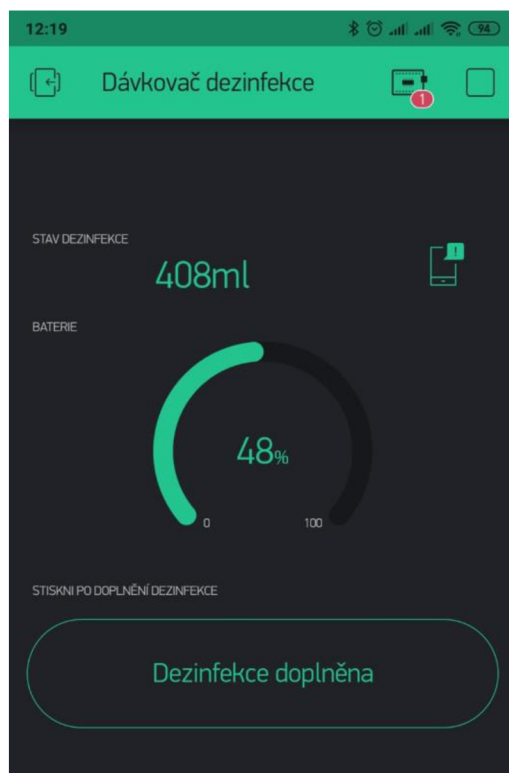 12:19
94
Dávkovač dezinfekce
1
STAV DEZINFEKCE
!
408ml
BATERIE
48%
0
100
STISKNI PO DOPLNĚNÍ DEZINFEKCE
Dezinfekce doplněna